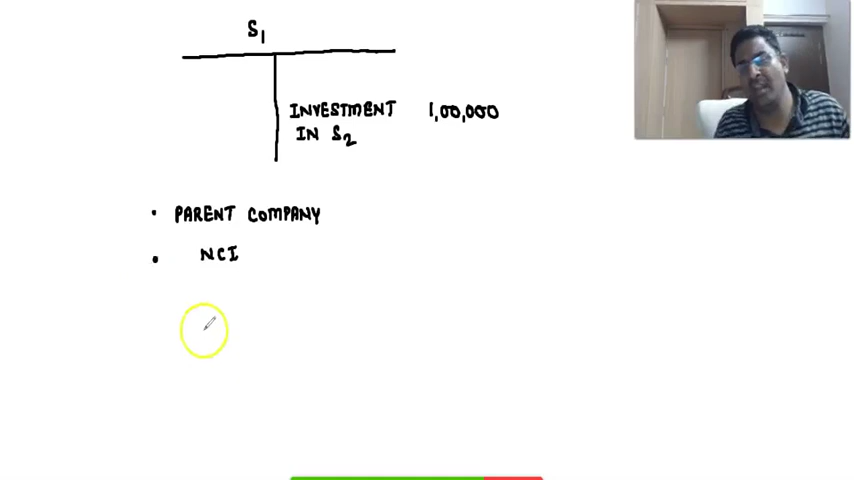 S1
INVESTMENT 1,00,000
IN S2
• PARENT COMPANY
• NCI